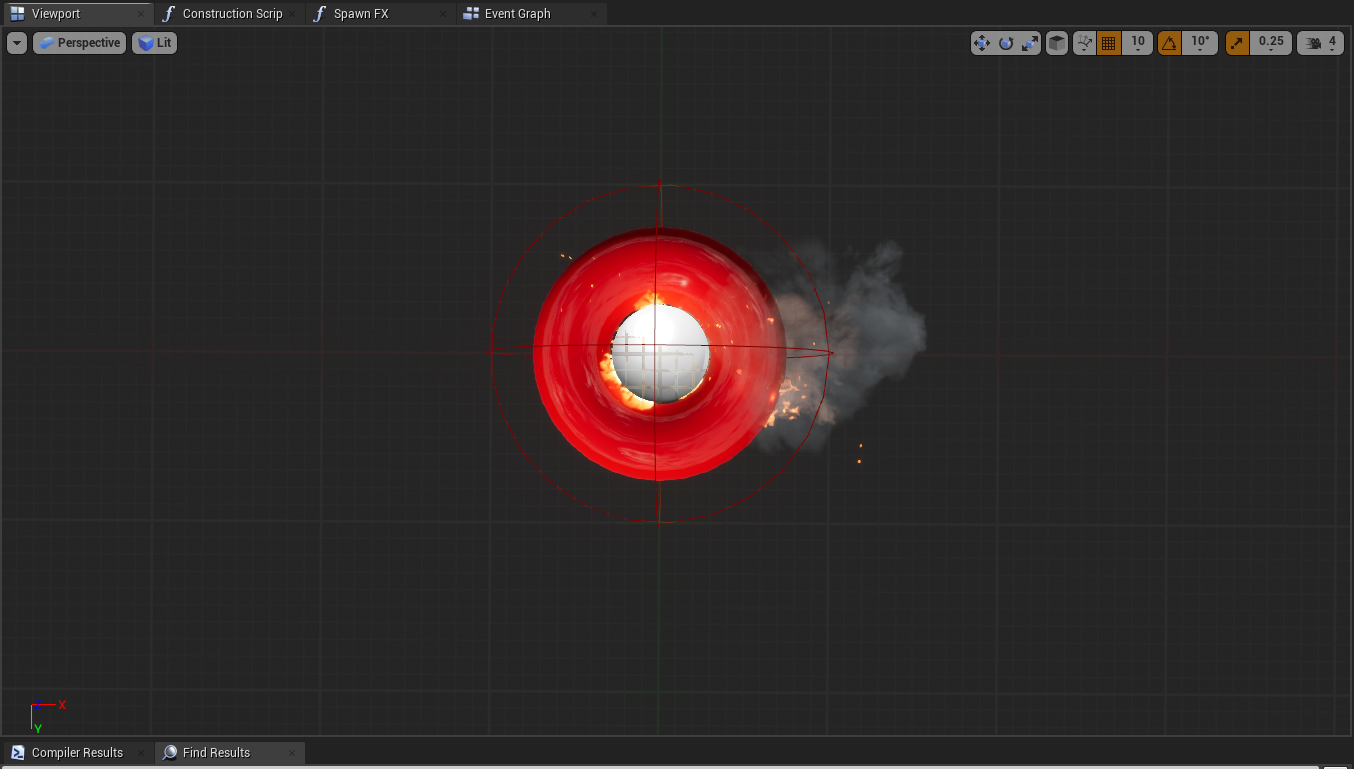 Viewport
Construction Scrip
Spawn FX
Event Graph
Perspective
Lit
10
10°
0.25
4
X
Y
Compiler Results
Find Results